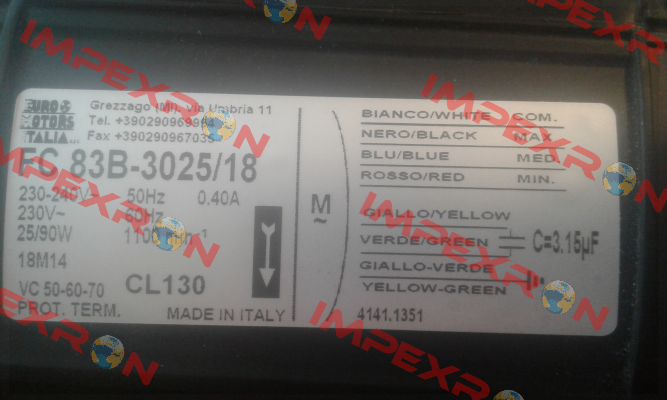 IMPEXRON
EURO
MOTORS
ITALIA
Grezzago (MI), via Umbria 11
Tel.
Fax +390290967035
FC 83B-3025/18
230-240V~ 50Hz 0.40A
230V~ 60Hz
25/90W
18M14
VC 50-60-70 CL130
PROT. TERM. MADE IN ITALY
M
~
BIANCO/WHITE COM.
NERO/BLACK MAX.
BLU/BLUE MED.
ROSSO/RED MIN.
GIALLO/YELLOW
VERDE/GREEN C=3.15µF
GIALLO-VERDE
YELLOW-GREEN
4141.1351